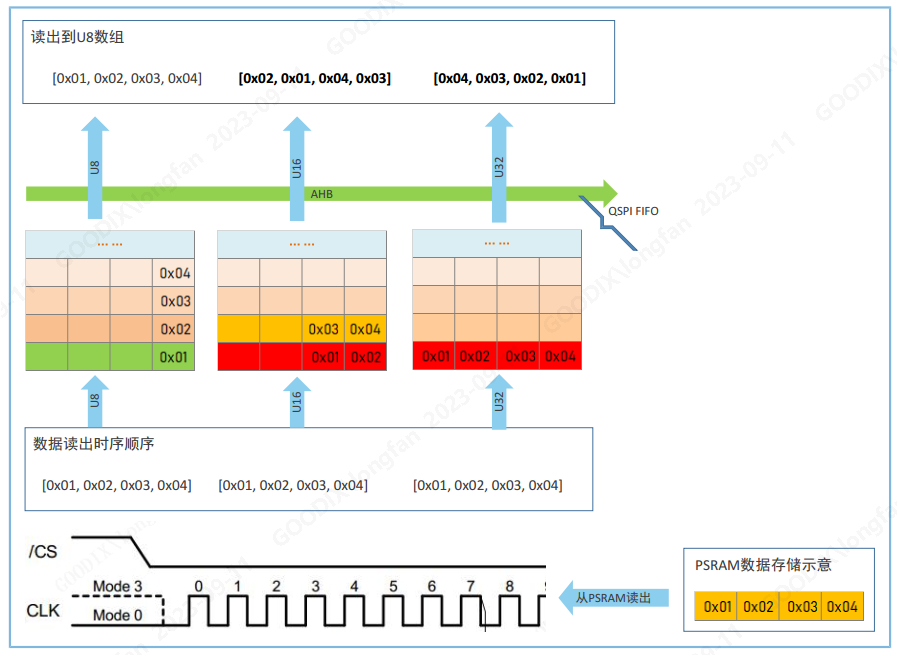 读出到U8数组
[0x01, 0x02, 0x03, 0x04] [0x02, 0x01, 0x04, 0x03] [0x04, 0x03, 0x02, 0x01]
U8 U16 U32
AHB
QSPI FIFO
... ... ... ... ... ...
0x04
0x03
0x02 0x03 0x04
0x01 0x01 0x02 0x01 0x02 0x03 0x04
U8 U16 U32
数据读出时序顺序
[0x01, 0x02, 0x03, 0x04] [0x01, 0x02, 0x03, 0x04] [0x01, 0x02, 0x03, 0x04]
/CS
Mode 3 0 1 2 3 4 5 6 7 8
CLK Mode 0
从PSRAM读出
PSRAM数据存储示意
0x01 0x02 0x03 0x04
GOODIX\longfan 2023-09-11